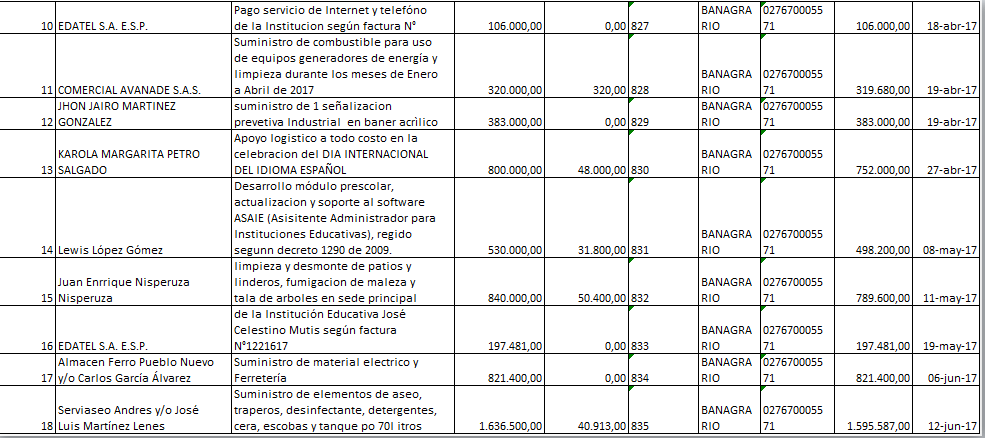 Pago servicio de Internet y telefóno
de la Institucion según factura N°
10 EDATEL S.A. E.S.P. 106.000,00 0,00 827 BANAGRARIO 027670005571 106.000,00 18-abr-17
Suministro de combustible para uso
de equipos generadores de energía y
limpieza durante los meses de Enero
a Abril de 2017
11 COMERCIAL AVANADE S.A.S. 320.000,00 320,00 828 BANAGRARIO 027670005571 319.680,00 19-abr-17
JHON JAIRO MARTINEZ
GONZALEZ
suministro de 1 señalizacion
prevetiva Industrial en baner acrilico
12 383.000,00 0,00 829 BANAGRARIO 027670005571 383.000,00 19-abr-17
KAROLA MARGARITA PETRO
SALGADO
Apoyo logistico a todo costo en la
celebracion del DIA INTERNACIONAL
DEL IDIOMA ESPAÑOL
13 800.000,00 48.000,00 830 BANAGRARIO 027670005571 752.000,00 27-abr-17
Desarrollo módulo prescolar,
actualizacion y soporte al software
ASAIE (Asisitente Administrador para
Instituciones Educativas), regido
segunn decreto 1290 de 2009.
14 Lewis López Gómez 530.000,00 31.800,00 831 BANAGRARIO 027670005571 498.200,00 08-may-17
Juan Enrrique Nisperuza
Nisperuza
limpieza y desmonte de patios y
linderos, fumigacion de maleza y
tala de arboles en sede principal
15 840.000,00 50.400,00 832 BANAGRARIO 027670005571 789.600,00 11-may-17
de la Institución Educativa José
Celestino Mutis según factura
N°1221617
16 EDATEL S.A. E.S.P. 197.481,00 0,00 833 BANAGRARIO 027670005571 197.481,00 19-may-17
Almacen Ferro Pueblo Nuevo
y/o Carlos García Álvarez
Suministro de material electrico y
Ferretería
17 821.400,00 0,00 834 BANAGRARIO 027670005571 821.400,00 06-jun-17
Serviaseo Andres y/o José
Luis Martínez Lenes
Suministro de elementos de aseo,
traperos, desinfectante, detergentes,
cera, escobas y tanque po 70l itros
18 1.636.500,00 40.913,00 835 BANAGRARIO 027670005571 1.595.587,00 12-jun-17